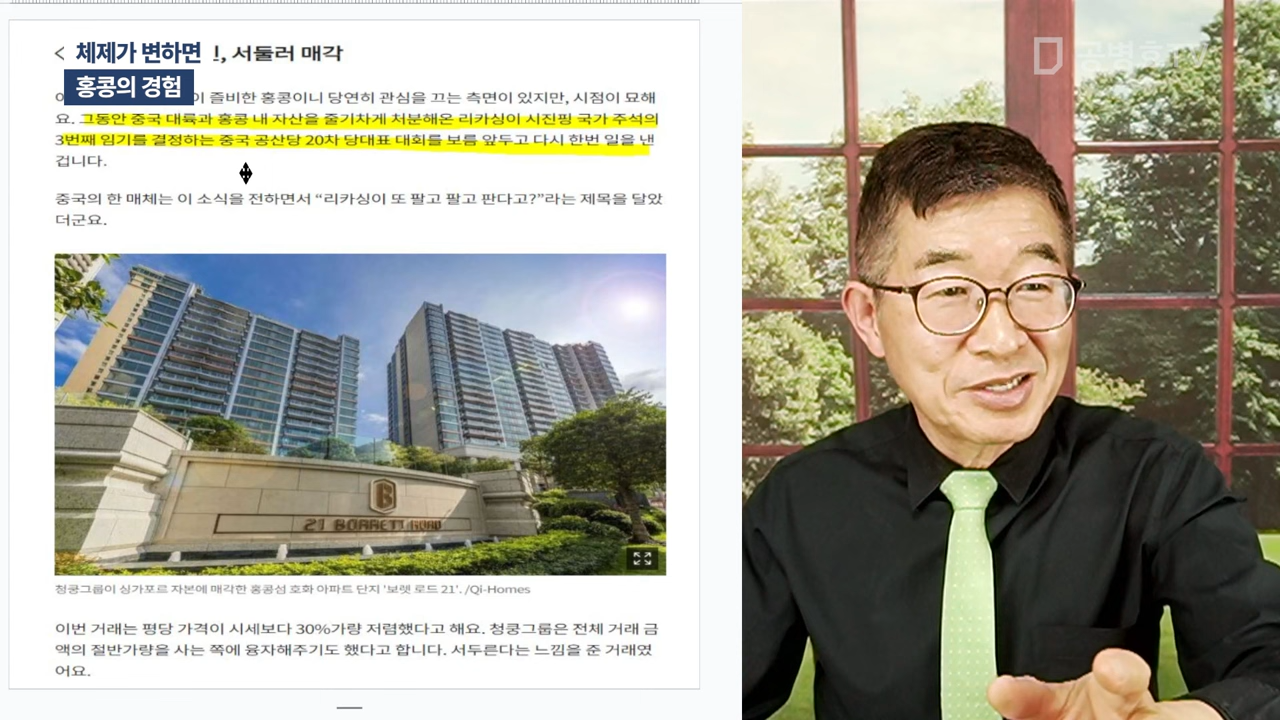 < 체제가 변하면 !, 서둘러 매각
홍콩의 경험
이 즐비한 홍콩이니 당연히 관심을 끄는 측면이 있지만, 시점이 묘해
요. 그동안 중국 대륙과 홍콩 내 자산을 줄기차게 처분해온 리카싱이 시진핑 국가 주석의
3번째 임기를 결정하는 중국 공산당 20차 당대표 대회를 보름 앞두고 다시 한번 일을 낸
겁니다.
중국의 한 매체는 이 소식을 전하면서 “리카싱이 또 팔고 팔고 판다고?”라는 제목을 달았
더군요.
B
21 BORRETT ROAD
청쿵그룹이 싱가포르 자본에 매각한 홍콩섬 호화 아파트 단지 '보렛 로드 21'. /Qi-Homes
이번 거래는 평당 가격이 시세보다 30%가량 저렴했다고 해요. 청쿵그룹은 전체 거래 금
액의 절반가량을 사는 쪽에 융자해주기도 했다고 합니다. 서두른다는 느낌을 준 거래였
어요.
공병호TV